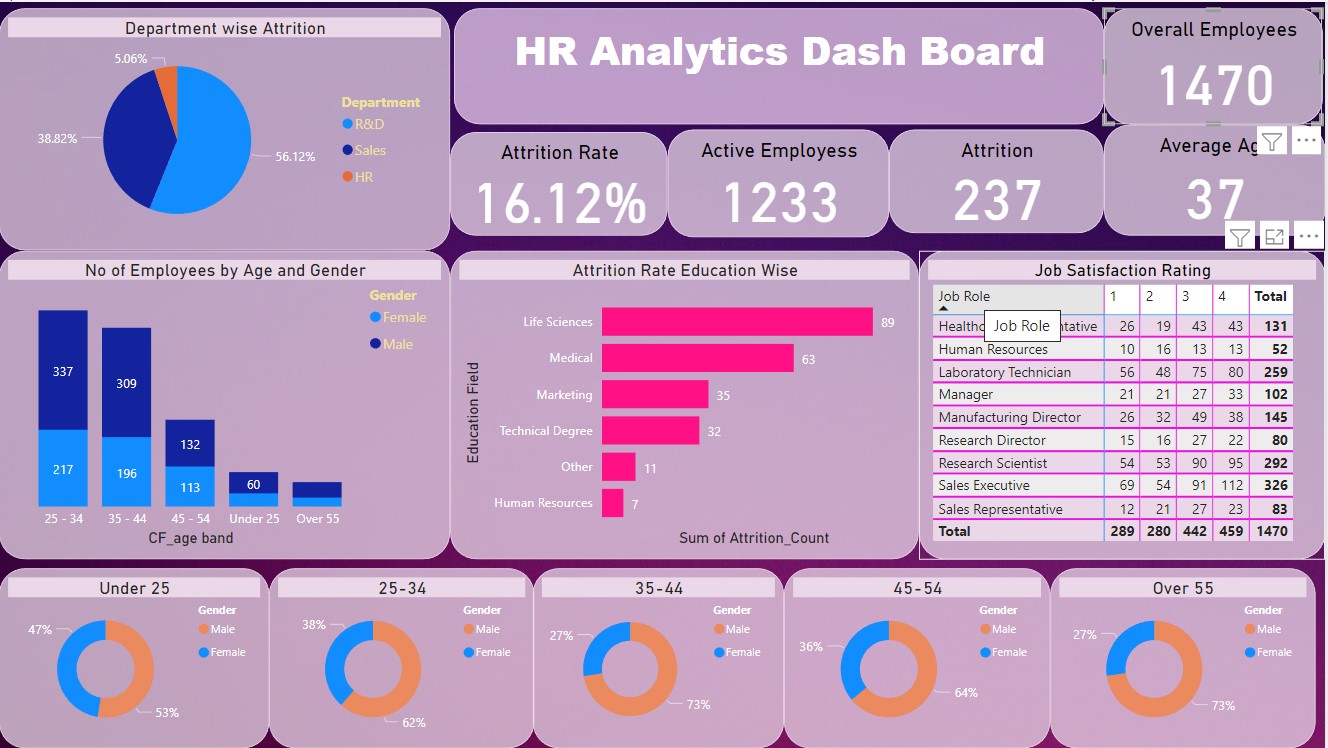 Department wise Attrition
5.06%
38.82%
56.12%
Department
R&D
Sales
HR
HR Analytics Dash Board
Overall Employees
1470
Attrition Rate
16.12%
Active Employess
1233
Attrition
237
Average
37
No of Employees by Age and Gender
Gender
Female
Male
337
217
309
196
132
113
60
25 - 34
35 - 44
45 - 54
Under 25
Over 55
CF_age band
Attrition Rate Education Wise
Education Field
Life Sciences 89
Medical 63
Marketing 35
Technical Degree 32
Other 11
Human Resources 7
Sum of Attrition_Count
Job Satisfaction Rating
Job Role 1 2 3 4 Total
Job Role
26 19 43 43 131
Human Resources 10 16 13 13 52
Laboratory Technician 56 48 75 80 259
Manager 21 21 27 33 102
Manufacturing Director 26 32 49 38 145
Research Director 15 16 27 22 80
Research Scientist 54 53 90 95 292
Sales Executive 69 54 91 112 326
Sales Representative 12 21 27 23 83
Total 289 280 442 459 1470
Under 25
Gender
Male
Female
47%
53%
25-34
Gender
Male
Female
38%
62%
35-44
Gender
Male
Female
27%
73%
45-54
Gender
Male
Female
36%
64%
Over 55
Gender
Male
Female
27%
73%